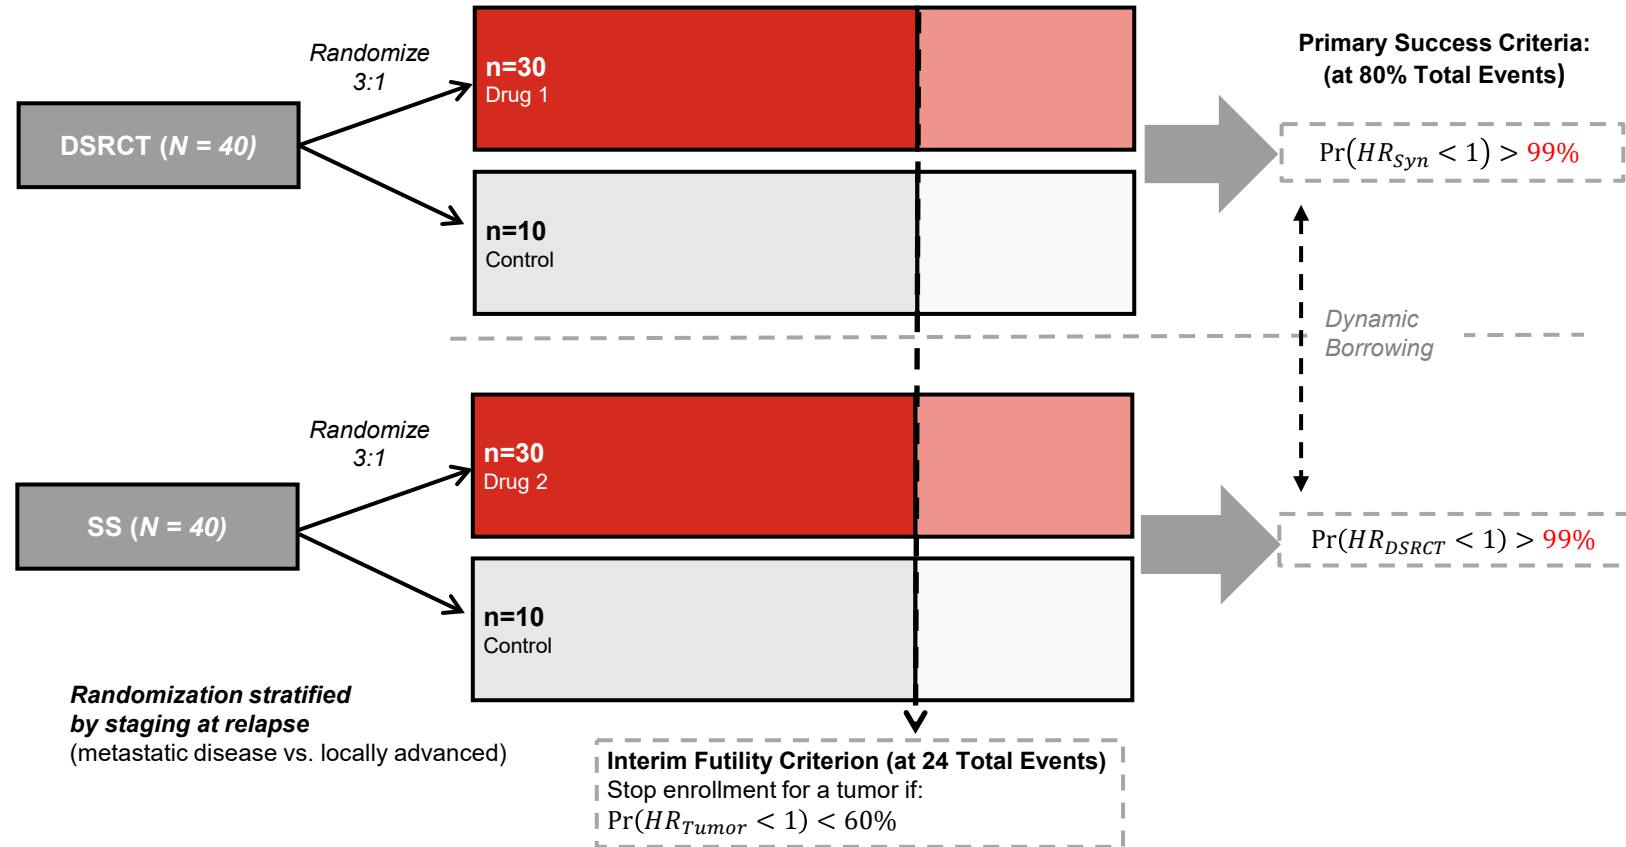 Randomize
3:1
DSRCT (N = 40)
n=30
Drug 1
n=10
Control
Primary Success Criteria:
(at 80% Total Events)
Pr(HR_Syn < 1) > 99%
Dynamic
Borrowing
Randomize
3:1
SS (N = 40)
n=30
Drug 2
n=10
Control
Pr(HR_DSRCT < 1) > 99%
Randomization stratified
by staging at relapse
(metastatic disease vs. locally advanced)
Interim Futility Criterion (at 24 Total Events)
Stop enrollment for a tumor if:
Pr(HR_Tumor < 1) < 60%